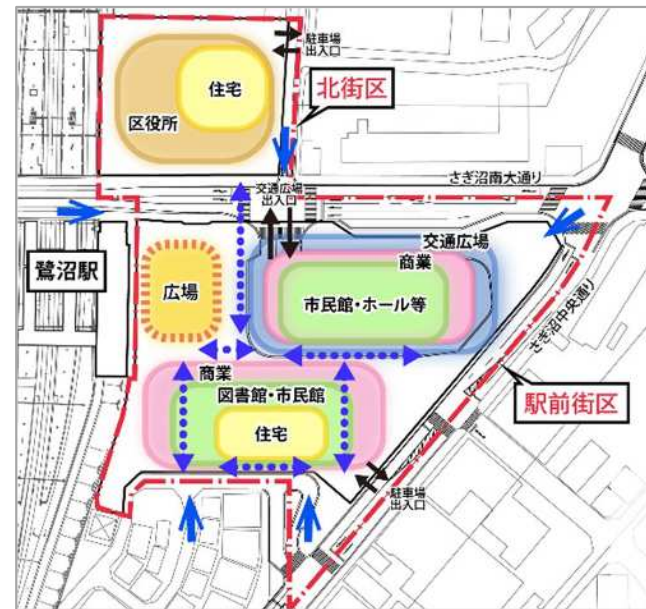 駐車場
出入口
住宅
区役所
北街区
さぎ沼南大通り
交通広場
出入口
鷺沼駅
広場
交通広場
商業
市民館・ホール等
さぎ沼中央通り
駅前街区
商業
図書館・市民館
住宅
駐車場
出入口